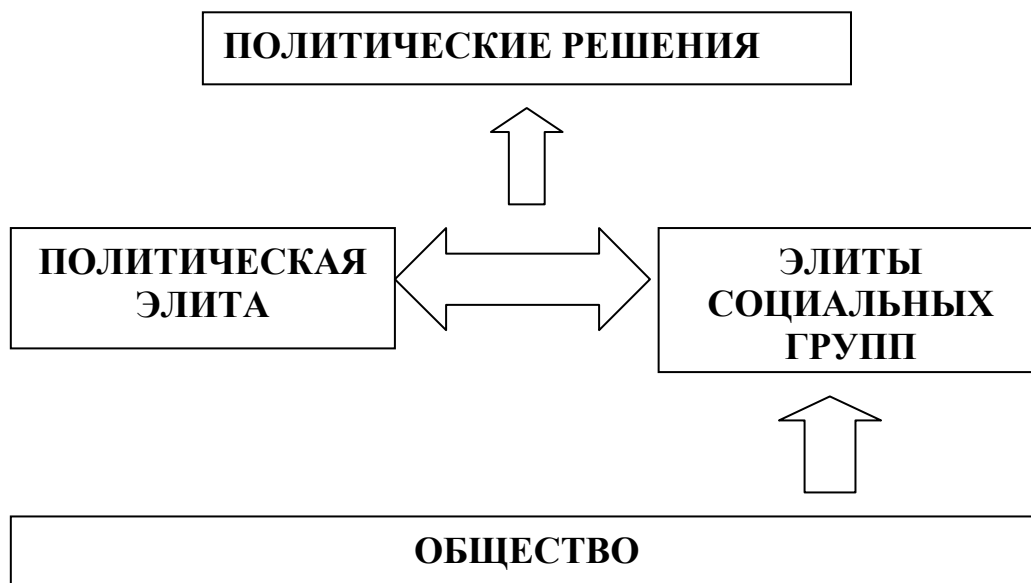 ПОЛИТИЧЕСКИЕ РЕШЕНИЯ
ПОЛИТИЧЕСКАЯ
ЭЛИТА
ЭЛИТЫ
СОЦИАЛЬНЫХ
ГРУПП
ОБЩЕСТВО